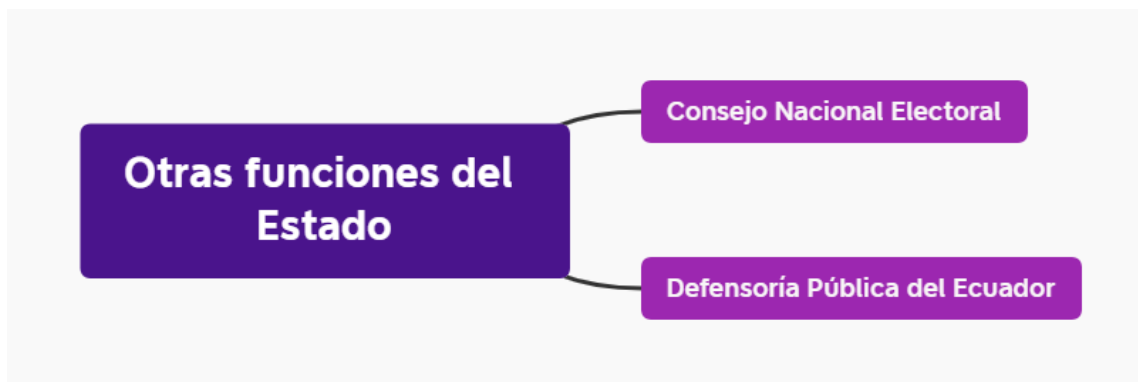 Otras funciones del
Estado
Consejo Nacional Electoral
Defensoría Pública del Ecuador